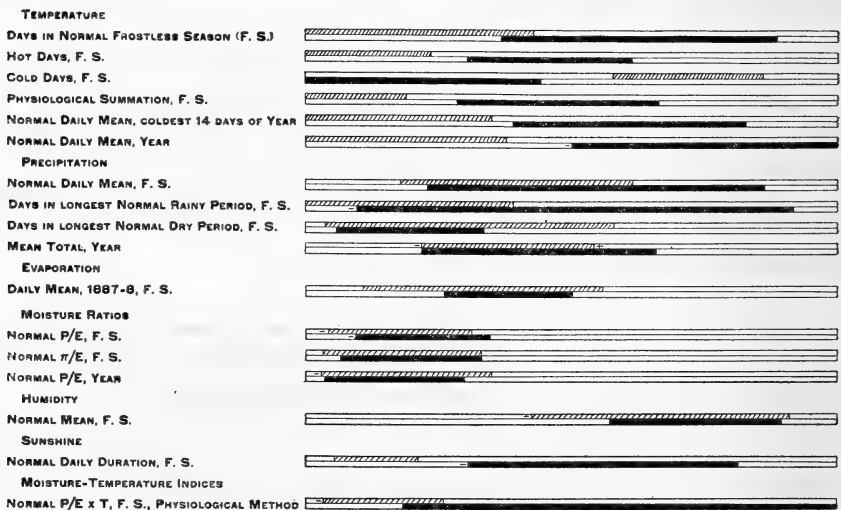 TEMPERATURE
DAYS IN NORMAL FROSTLESS SEASON (F. S.)
HOT DAYS, F. S.
COLD DAYS, F. S.
PHYSIOLOGICAL SUMMATION, F. S.
NORMAL DAILY MEAN, COLDEST 14 DAYS OF YEAR
NORMAL DAILY MEAN, YEAR
PRECIPITATION
NORMAL DAILY MEAN, F. S.
DAYS IN LONGEST NORMAL RAINY PERIOD, F. S.
DAYS IN LONGEST NORMAL DRY PERIOD, F. S.
MEAN TOTAL, YEAR
EVAPORATION
DAILY MEAN, 1887-8, F. S.
MOISTURE RATIOS
NORMAL P/E, F. S.
NORMAL π/E, F. S.
NORMAL P/E, YEAR
HUMIDITY
NORMAL MEAN, F. S.
SUNSHINE
NORMAL DAILY DURATION, F. S.
MOISTURE-TEMPERATURE INDICES
NORMAL P/E x T, F. S., PHYSIOLOGICAL METHOD